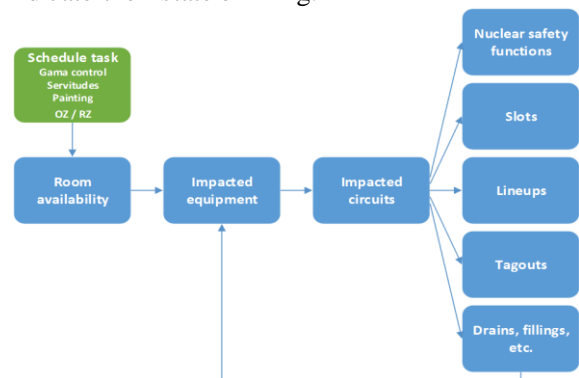 Schedule task
Gama control
Servitudes
Painting
OZ / RZ
Room
availability
Impacted
equipment
Impacted
circuits
Nuclear safety
functions
Slots
Lineups
Tagouts
Drains, fillings,
etc.